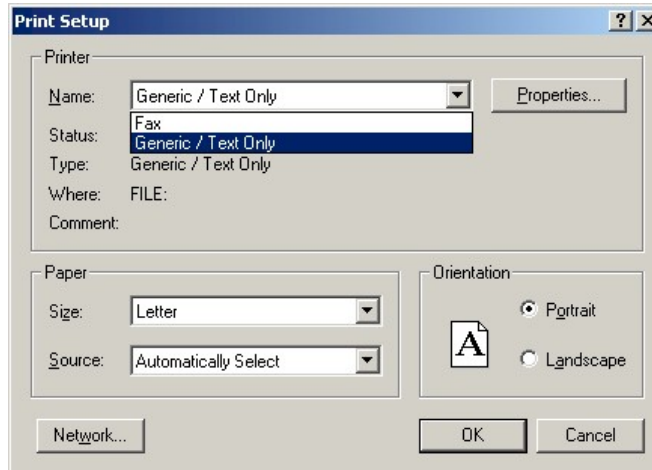 Print Setup
Printer
Name: Generic / Text Only Properties...
Fax
Status: Generic / Text Only
Type: Generic / Text Only
Where: FILE:
Comment:
Paper
Size: Letter
Source: Automatically Select
Orientation
A
Portrait
Landscape
Network... OK Cancel